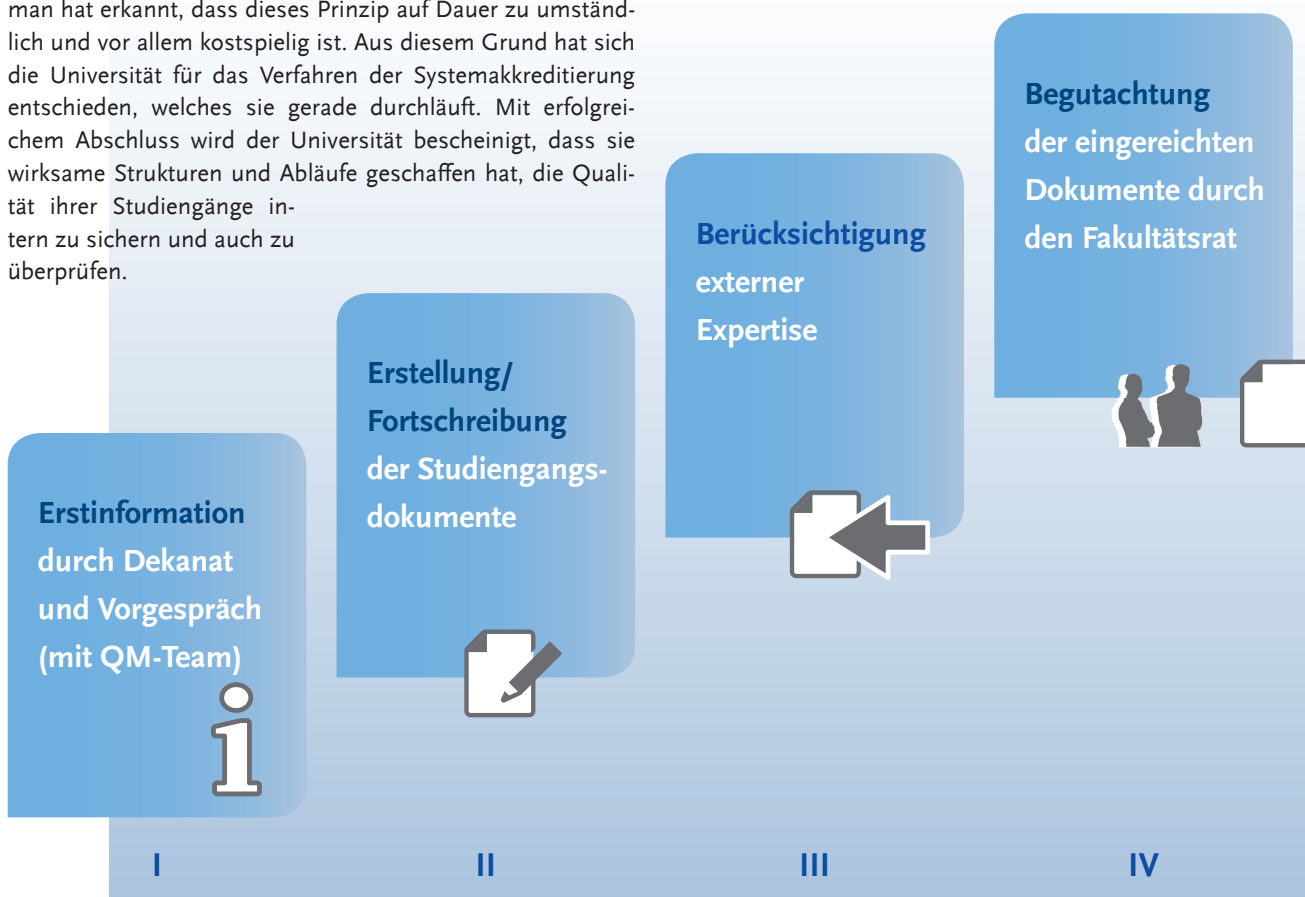 man hat erkannt, dass dieses Prinzip auf Dauer zu umständ-
lich und vor allem kostspielig ist. Aus diesem Grund hat sich
die Universität für das Verfahren der Systemakkreditierung
entschieden, welches sie gerade durchläuft. Mit erfolgrei-
chem Abschluss wird der Universität bescheinigt, dass sie
wirksame Strukturen und Abläufe geschaffen hat, die Quali-
tät ihrer Studiengänge in-
tern zu sichern und auch zu
überprüfen.
Erstinformation
durch Dekanat
und Vorgespräch
(mit QM-Team)
I
Erstellung/
Fortschreibung
der Studiengangs-
dokumente
II
Berücksichtigung
externer
Expertise
III
Begutachtung
der eingereichten
Dokumente durch
den Fakultätsrat
IV